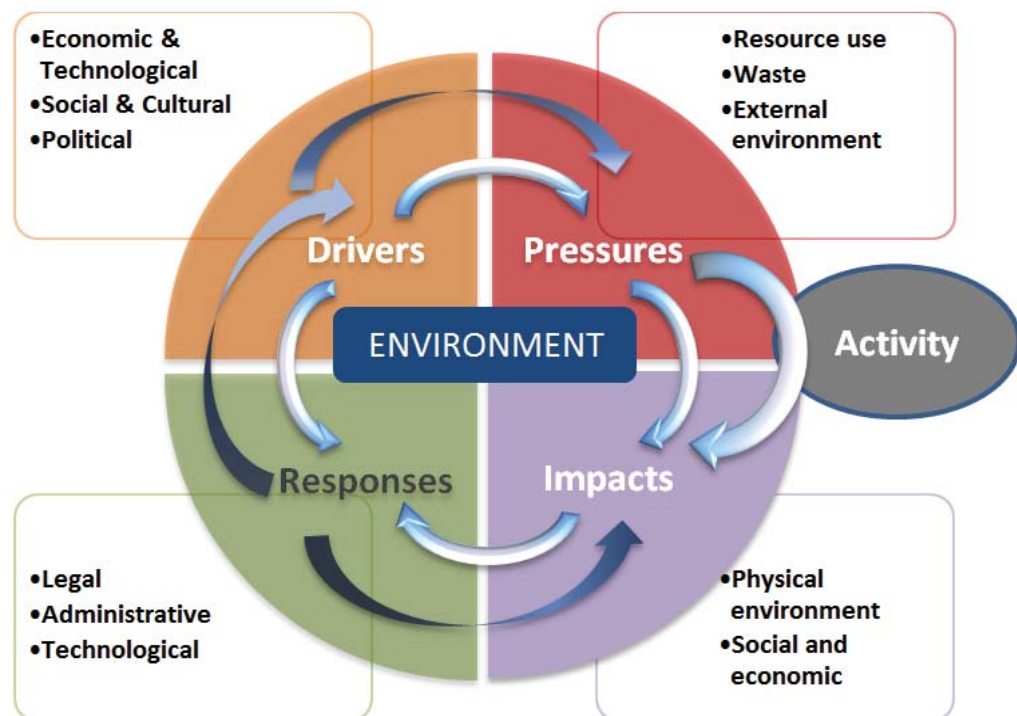 •Economic &
Technological
•Social & Cultural
•Political
•Resource use
•Waste
•External
environment
Drivers
Pressures
ENVIRONMENT
Activity
Responses
Impacts
•Legal
•Administrative
•Technological
•Physical
environment
•Social and
economic